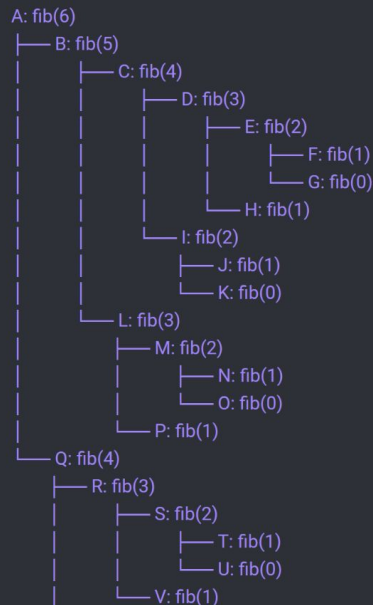 A: fib(6)
B: fib(5)
C: fib(4)
D: fib(3)
E: fib(2)
F: fib(1)
G: fib(0)
H: fib(1)
I: fib(2)
J: fib(1)
K: fib(0)
L: fib(3)
M: fib(2)
N: fib(1)
O: fib(0)
P: fib(1)
Q: fib(4)
R: fib(3)
S: fib(2)
T: fib(1)
U: fib(0)
V: fib(1)